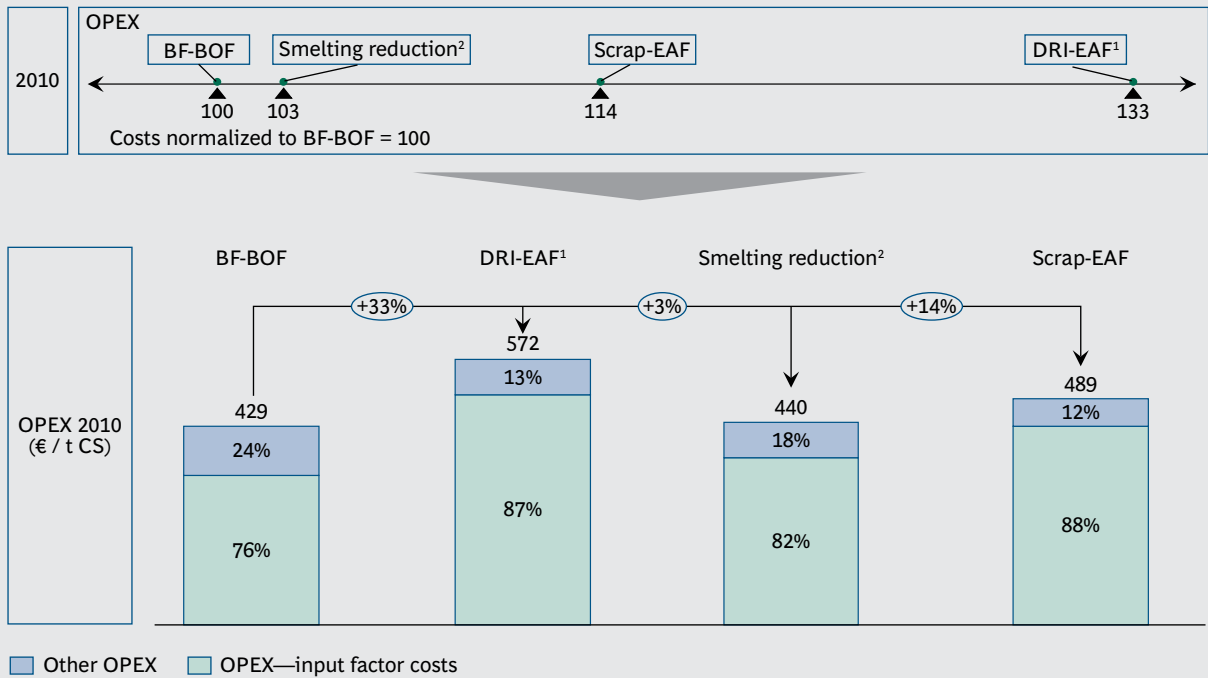 OPEX
2010
BF-BOF
Smelting reduction²
Scrap-EAF
DRI-EAF¹
100
103
114
133
Costs normalized to BF-BOF = 100
BF-BOF
DRI-EAF¹
Smelting reduction²
Scrap-EAF
+33%
+3%
+14%
OPEX 2010
(€ / t CS)
429
24%
76%
572
13%
87%
440
18%
82%
489
12%
88%
Other OPEX
OPEX—input factor costs